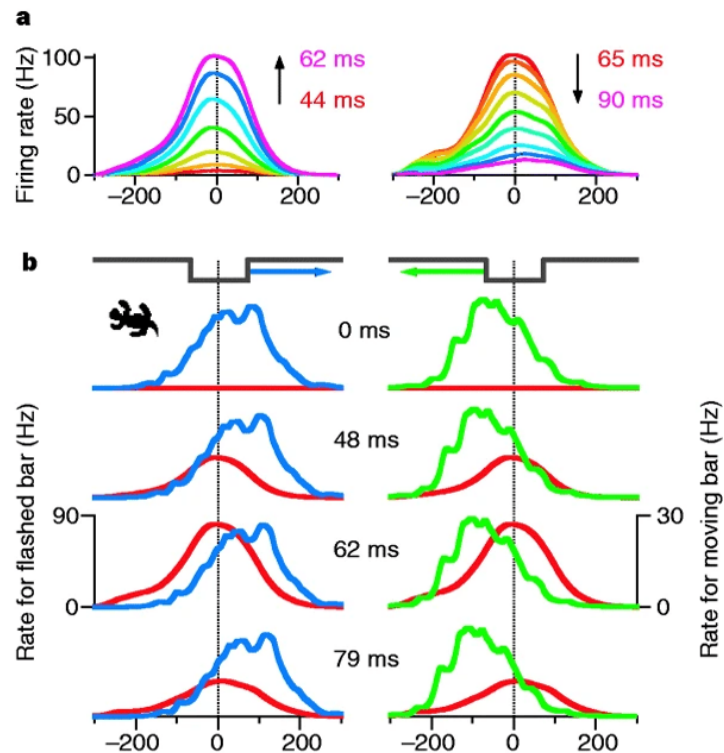 a
Firing rate (Hz)
100
50
0
62 ms
44 ms
−200 0 200
65 ms
90 ms
−200 0 200
b
0 ms
48 ms
62 ms
79 ms
Rate for flashed bar (Hz)
90
0
Rate for moving bar (Hz)
30
0
−200 0 200
−200 0 200